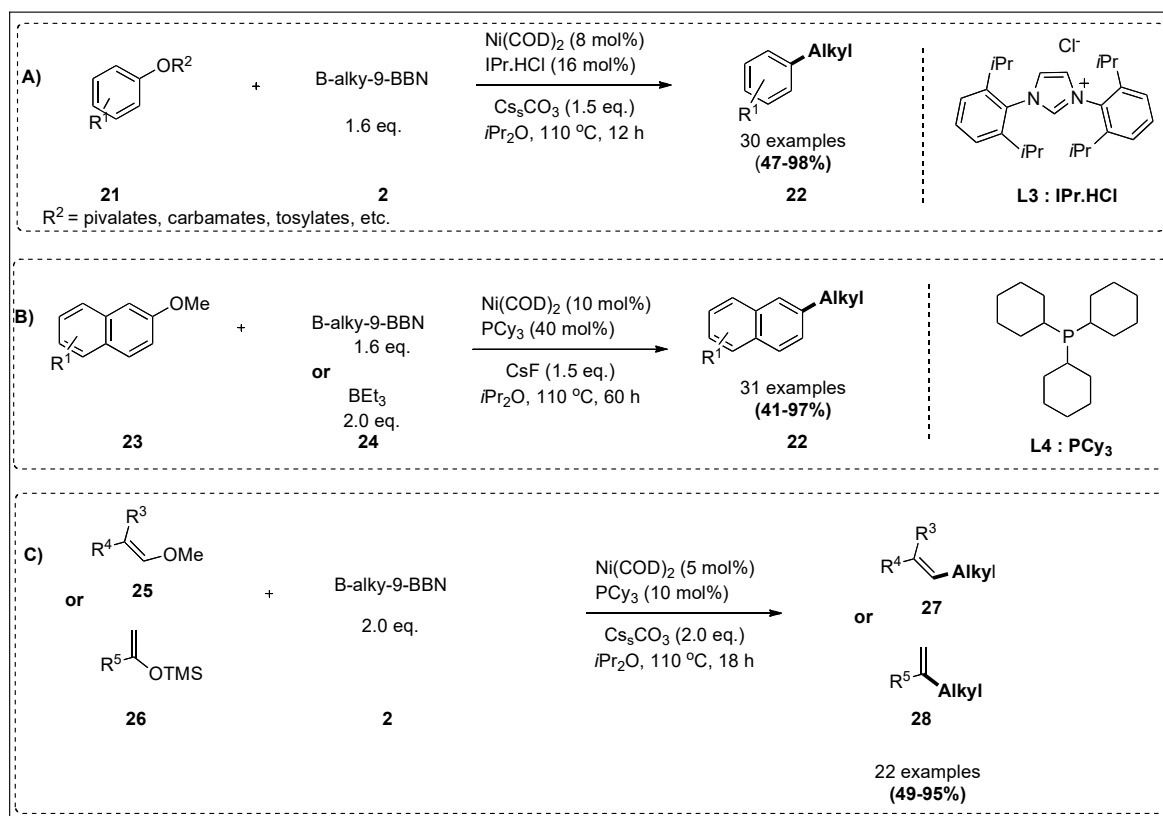 A)
OR²
R¹
21
+
B-alky-9-BBN
1.6 eq.
2
Ni(COD)₂ (8 mol%)
IPr.HCl (16 mol%)
CsₛCO₃ (1.5 eq.)
iPr₂O, 110 °C, 12 h
Alkyl
R¹
30 examples
(47-98%)
22
Cl⁻
iPr
iPr
N
N
+
iPr
iPr
L3 : IPr.HCl
R² = pivalates, carbamates, tosylates, etc.
B)
OMe
R¹
23
+
B-alky-9-BBN
1.6 eq.
or
BEt₃
2.0 eq.
24
Ni(COD)₂ (10 mol%)
PCy₃ (40 mol%)
CsF (1.5 eq.)
iPr₂O, 110 °C, 60 h
Alkyl
R¹
31 examples
(41-97%)
22
P
L4 : PCy₃
C)
R³
R⁴
OMe
25
or
R⁵
OTMS
26
+
B-alky-9-BBN
2.0 eq.
2
Ni(COD)₂ (5 mol%)
PCy₃ (10 mol%)
CsₛCO₃ (2.0 eq.)
iPr₂O, 110 °C, 18 h
R³
R⁴
Alkyl
27
or
R⁵
Alkyl
28
22 examples
(49-95%)